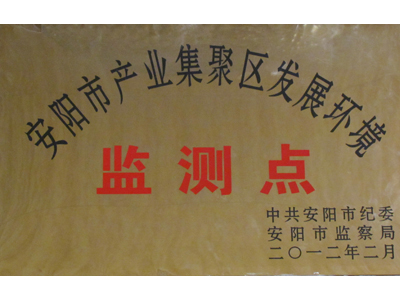 安阳市产业集聚区发展环境
监测点
中共安阳市纪委
安阳市监察局
二〇一二年二月